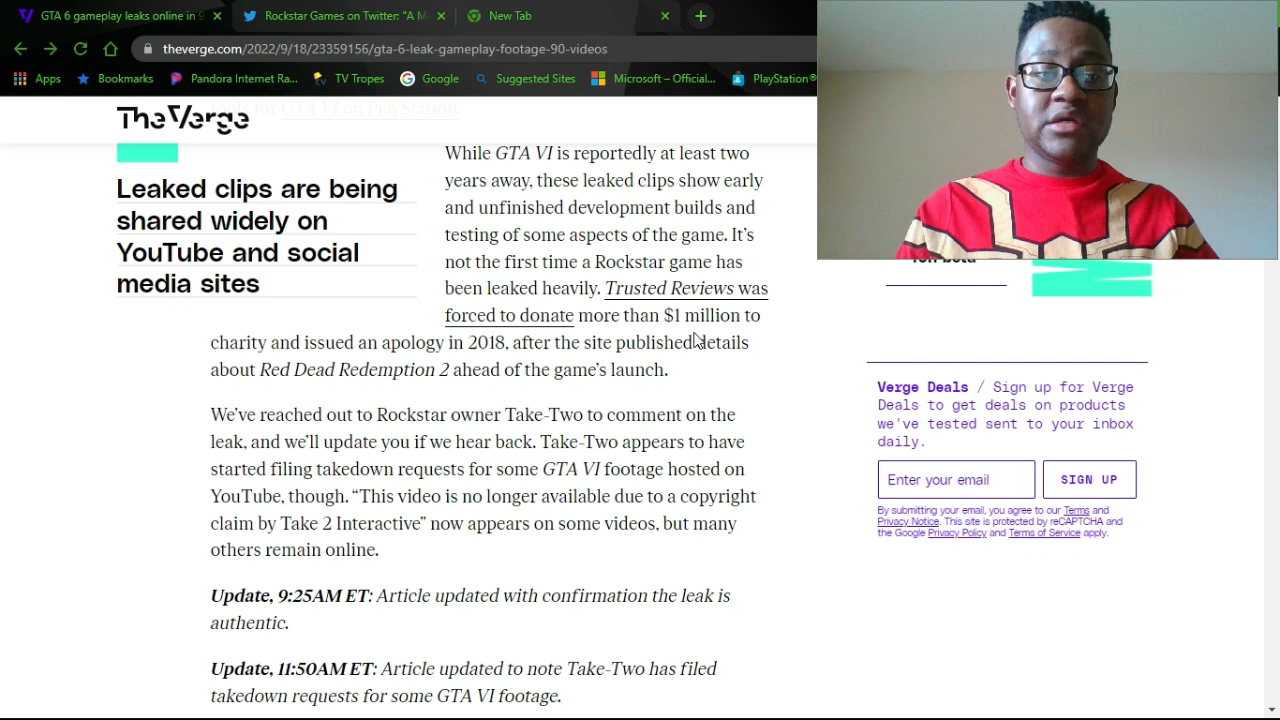 GTA 6 gameplay leaks online in 9
Rockstar Games on Twitter: "A M
New Tab
theverge.com/2022/9/18/23359156/gta-6-leak-gameplay-footage-90-videos
Apps
Bookmarks
Pandora Internet Ra...
TV Tropes
Google
Suggested Sites
Microsoft – Official...
PlayStation®
tools for GTA VI on PlayStation.
The Verge
Leaked clips are being
shared widely on
YouTube and social
media sites
While GTA VI is reportedly at least two
years away, these leaked clips show early
and unfinished development builds and
testing of some aspects of the game. It’s
not the first time a Rockstar game has
been leaked heavily. Trusted Reviews was
forced to donate more than $1 million to
charity and issued an apology in 2018, after the site published details
about Red Dead Redemption 2 ahead of the game’s launch.
We’ve reached out to Rockstar owner Take-Two to comment on the
leak, and we’ll update you if we hear back. Take-Two appears to have
started filing takedown requests for some GTA VI footage hosted on
YouTube, though. “This video is no longer available due to a copyright
claim by Take 2 Interactive” now appears on some videos, but many
others remain online.
Update, 9:25AM ET: Article updated with confirmation the leak is
authentic.
Update, 11:50AM ET: Article updated to note Take-Two has filed
takedown requests for some GTA VI footage.
Verge Deals / Sign up for Verge
Deals to get deals on products
we've tested sent to your inbox
daily.
Enter your email
SIGN UP
By submitting your email, you agree to our Terms and
Privacy Notice. This site is protected by reCAPTCHA and
the Google Privacy Policy and Terms of Service apply.